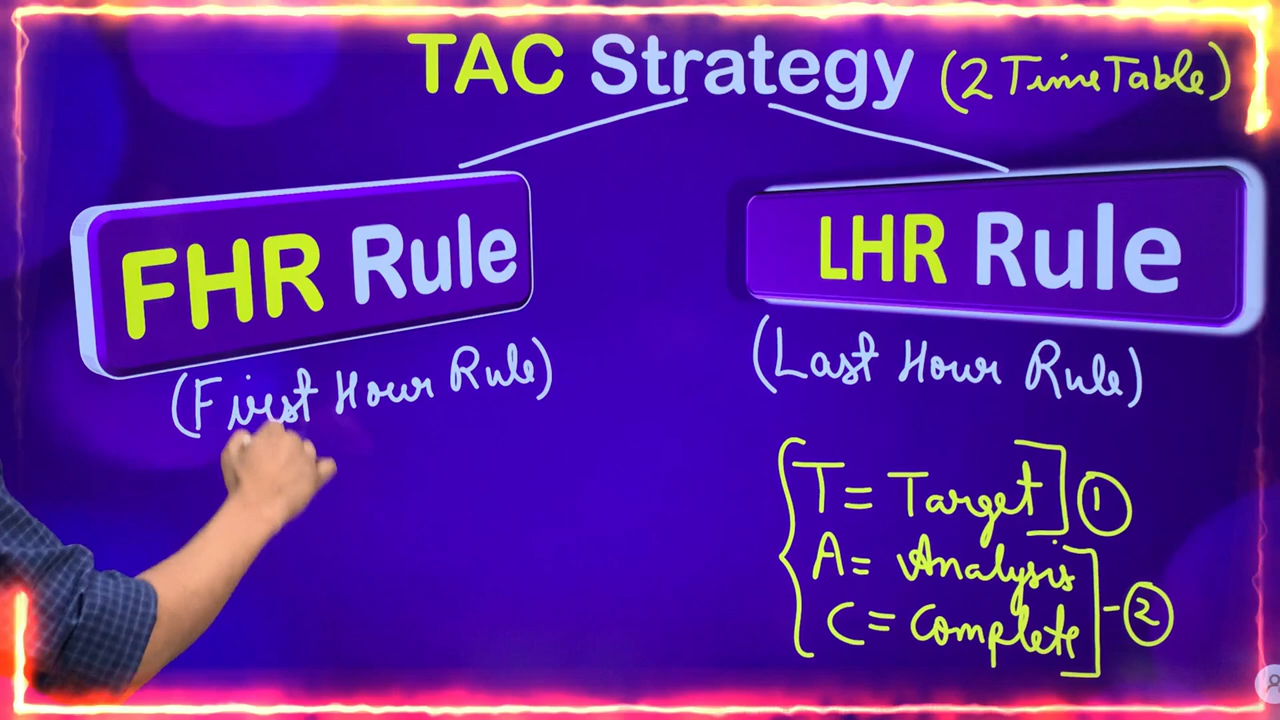 TAC Strategy (2 TimeTable)
FHR Rule
LHR Rule
(First Hour Rule)
(Last Hour Rule)
T = Target] ①
A = Analysis
C = Complete] - ②